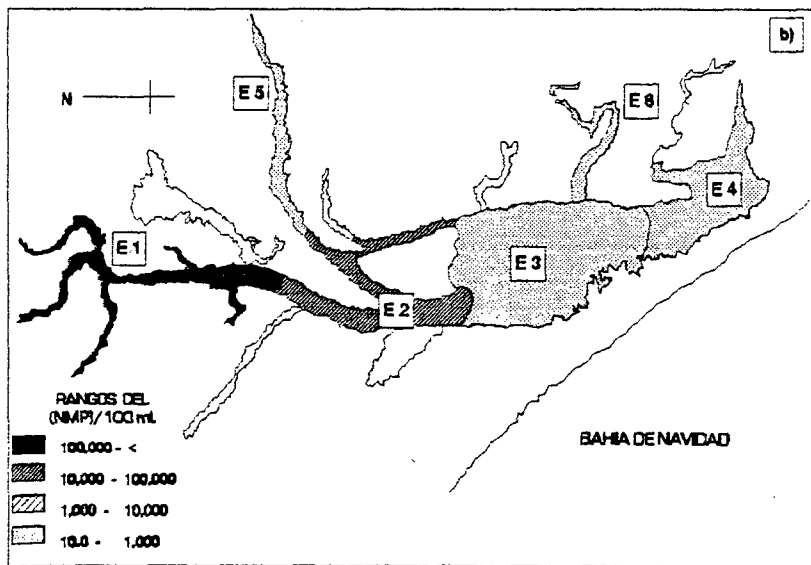 b)
E 5
E 6
N
E 4
E 1
E 3
E 2
RANGOS DEL
(NMP)/100 ml.
BAHIA DE NAVIDAD
100,000 - <
10,000 - 100,000
1,000 - 10,000
10.0 - 1,000